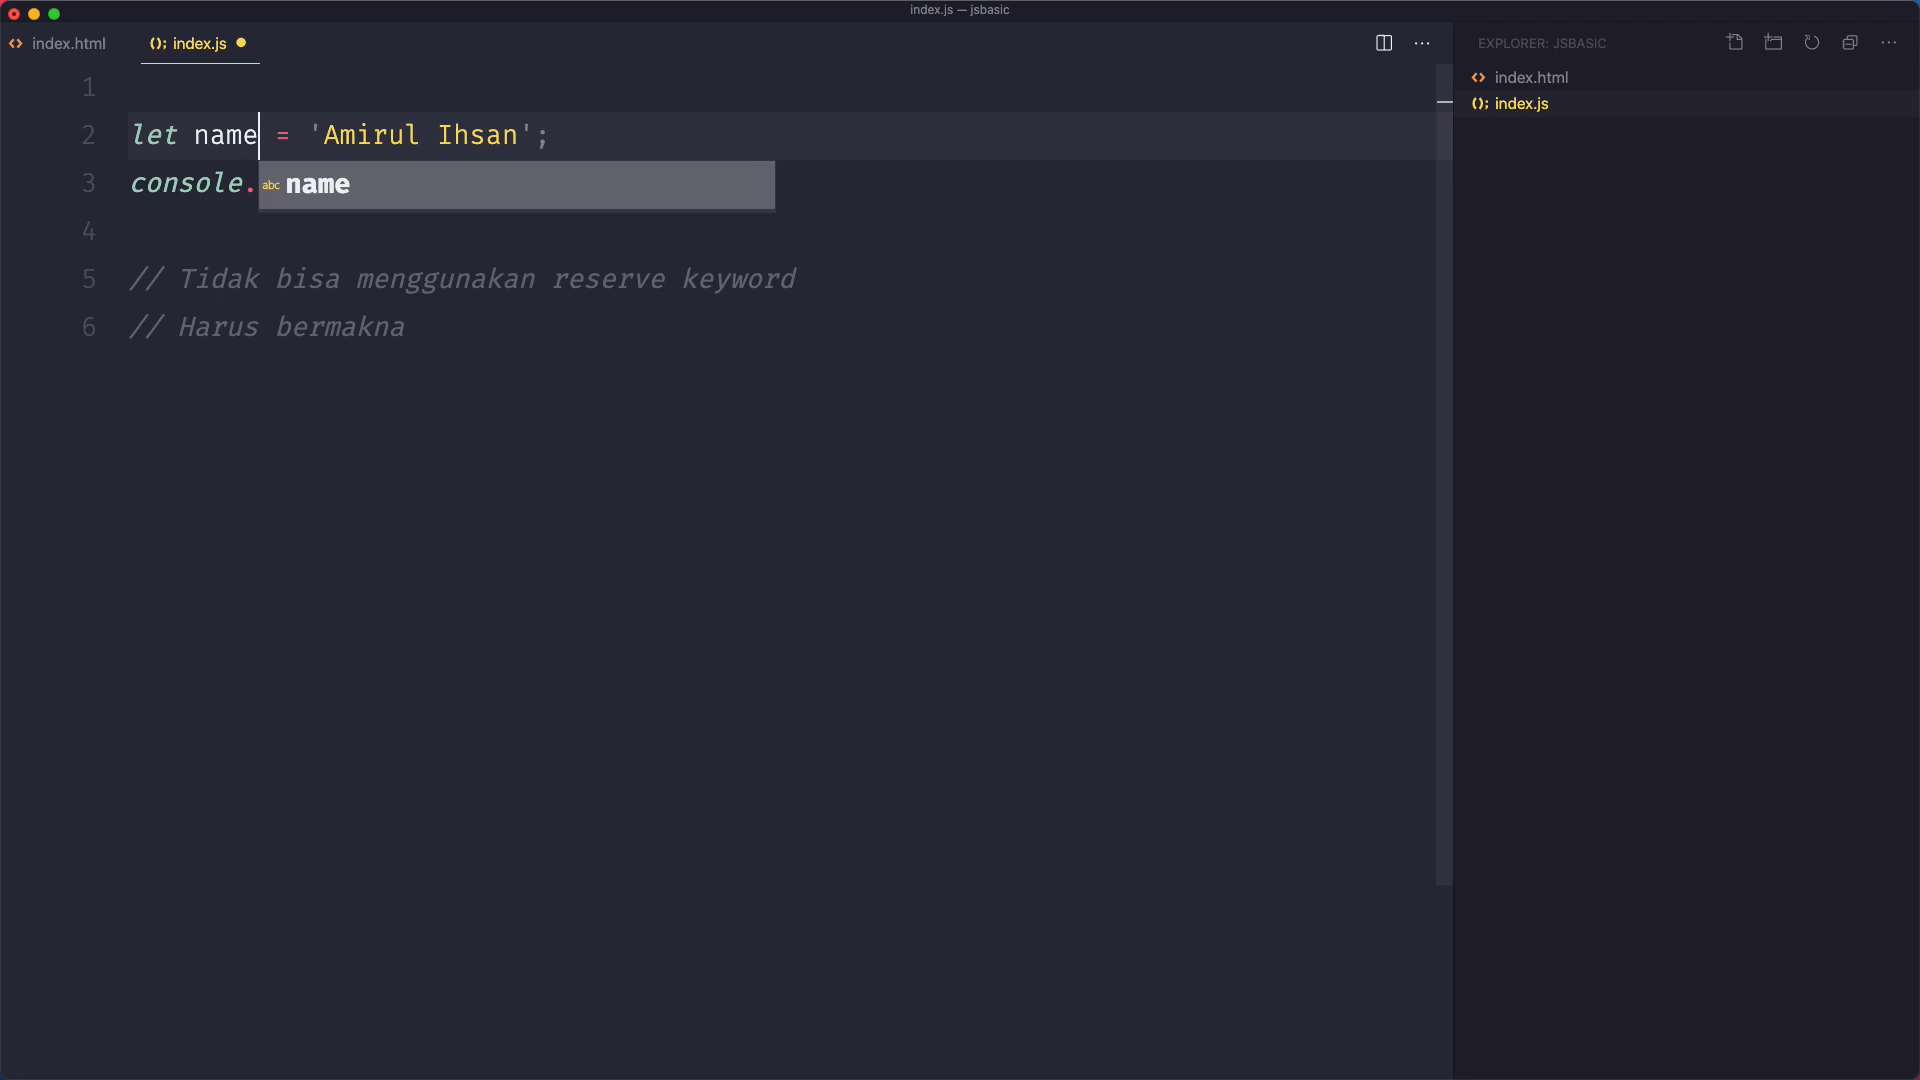 index.js — jsbasic
index.html
(); index.js
EXPLORER: JSBASIC
index.html
(); index.js
1
2 let name = 'Amirul Ihsan';
3 console.
abc name
4
5 // Tidak bisa menggunakan reserve keyword
6 // Harus bermakna